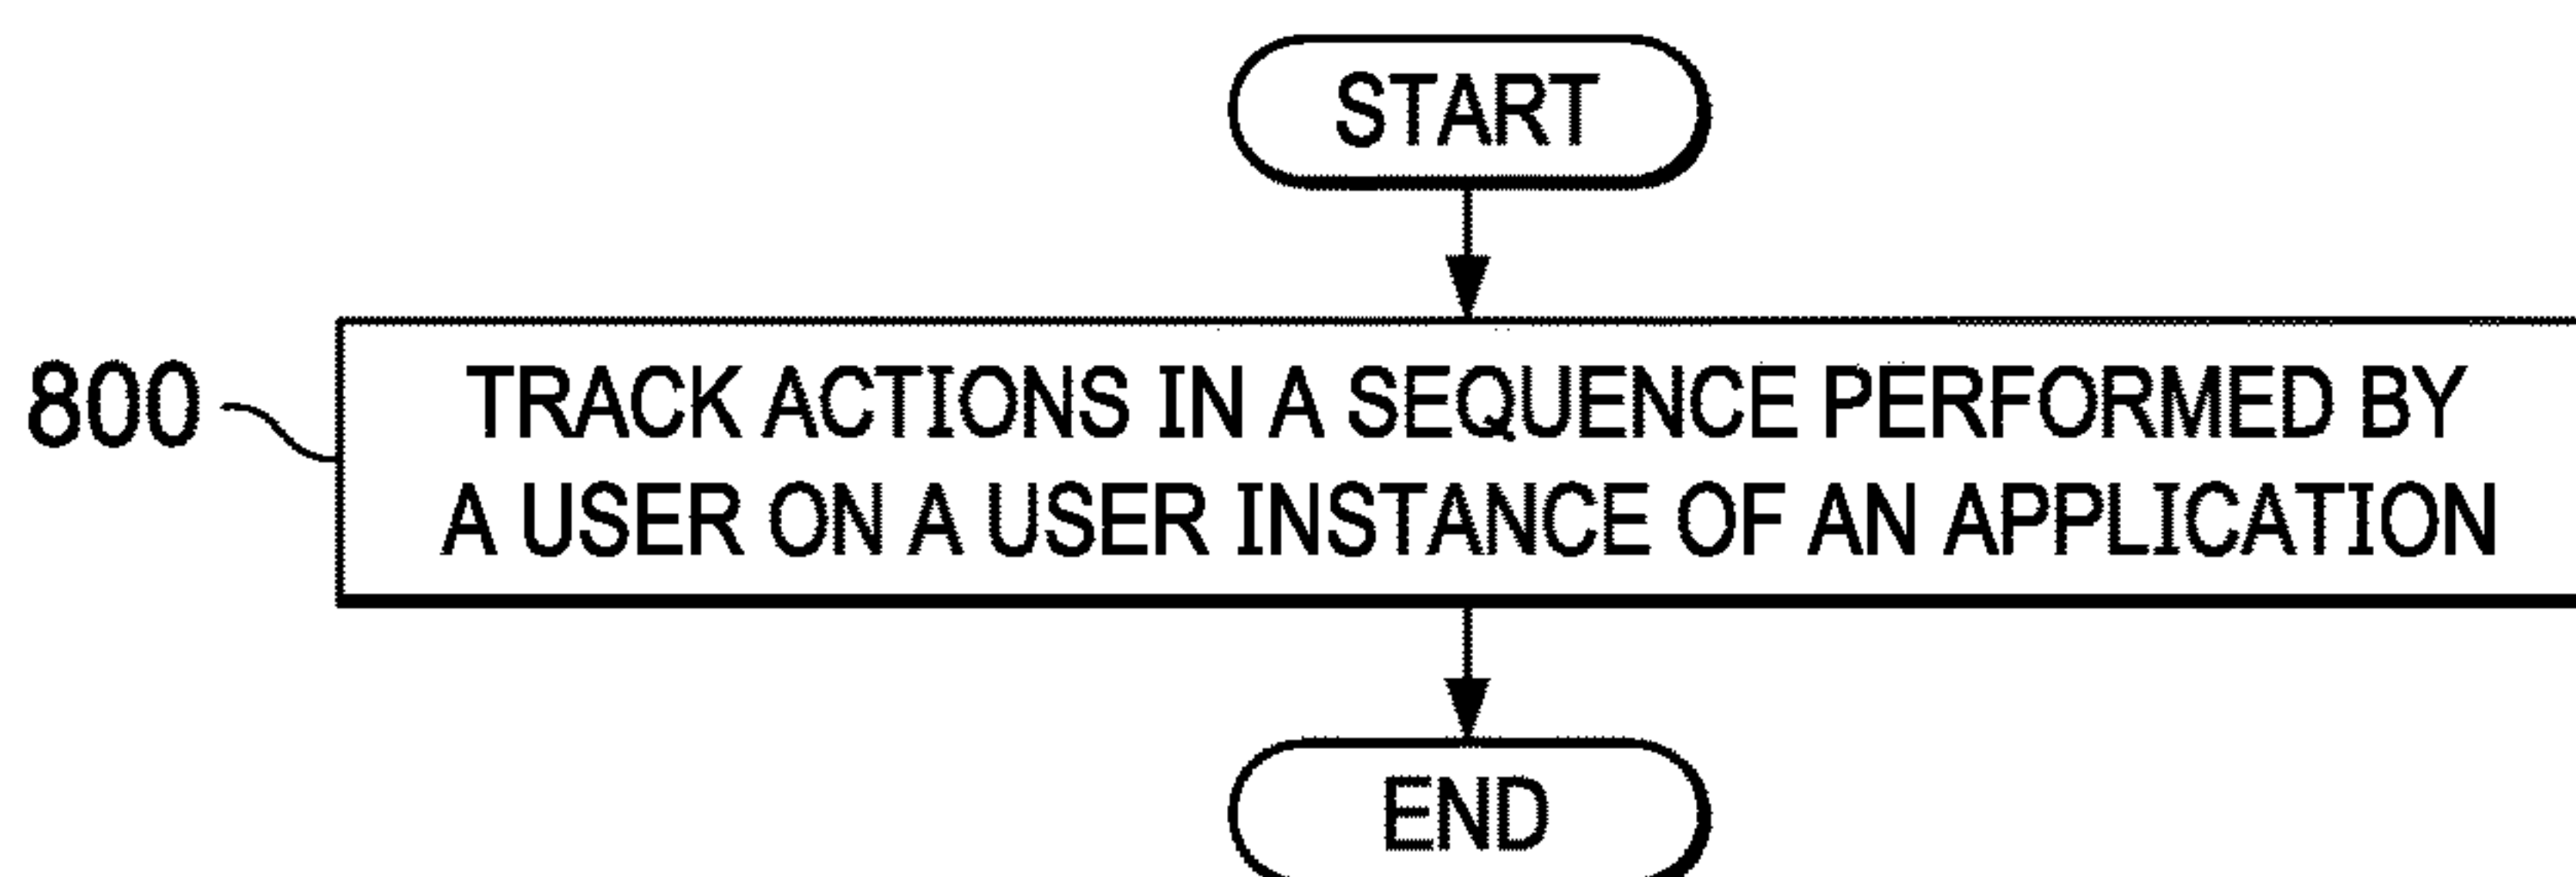 START
800
TRACK ACTIONS IN A SEQUENCE PERFORMED BY
A USER ON A USER INSTANCE OF AN APPLICATION
END